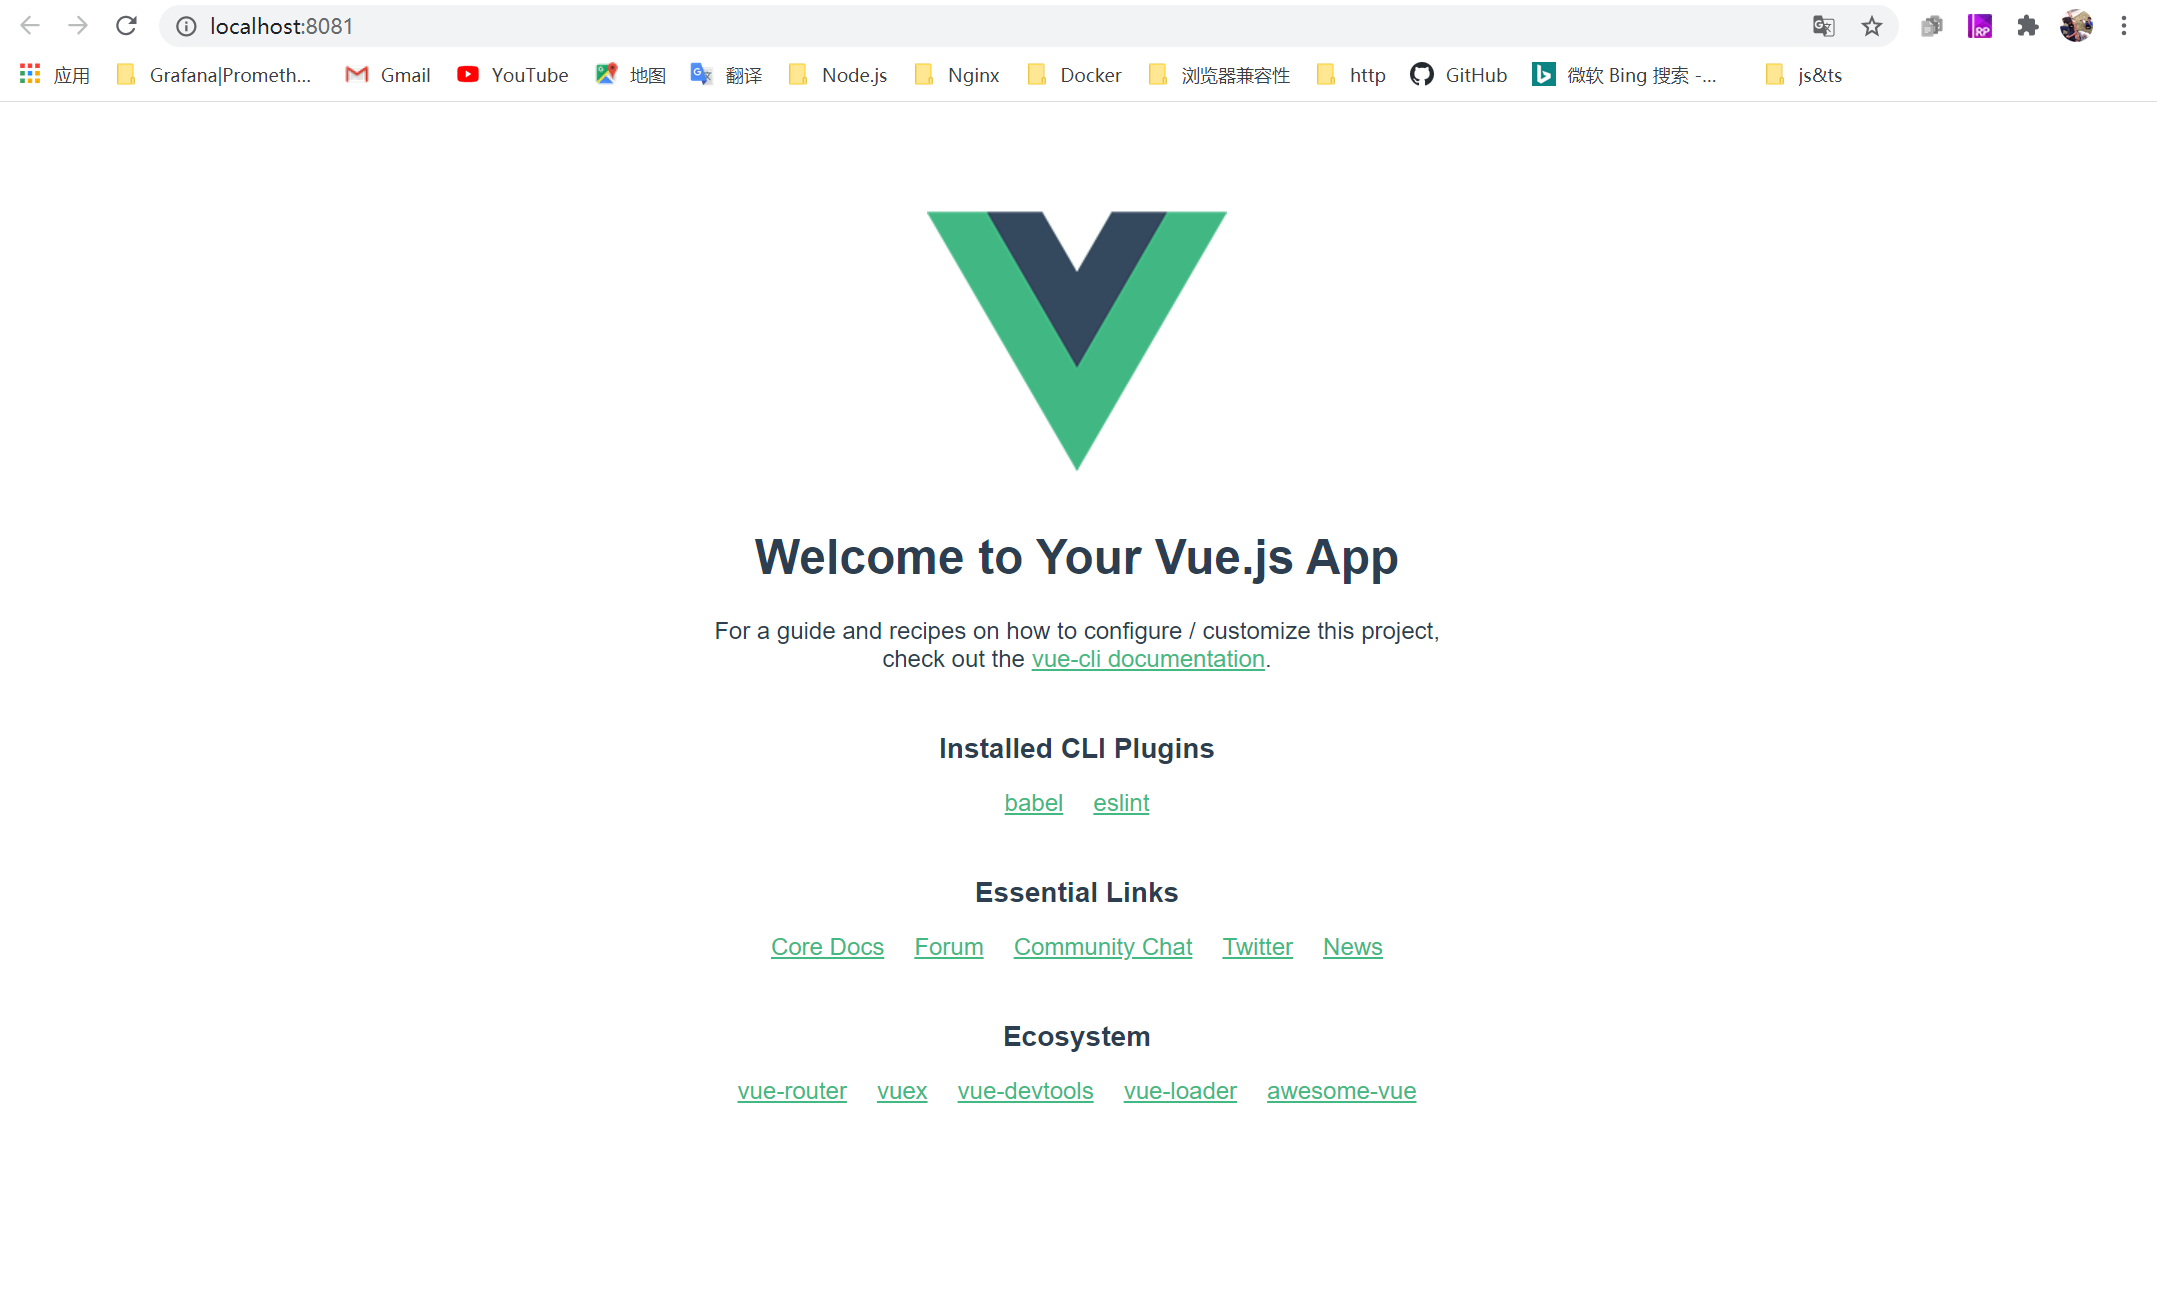 localhost:8081
应用 Grafana|Prometh... Gmail YouTube 地图 翻译 Node.js Nginx Docker 浏览器兼容性 http GitHub 微软 Bing 搜索 -... js&ts
Welcome to Your Vue.js App
For a guide and recipes on how to configure / customize this project,
check out the vue-cli documentation.
Installed CLI Plugins
babel eslint
Essential Links
Core Docs Forum Community Chat Twitter News
Ecosystem
vue-router vuex vue-devtools vue-loader awesome-vue